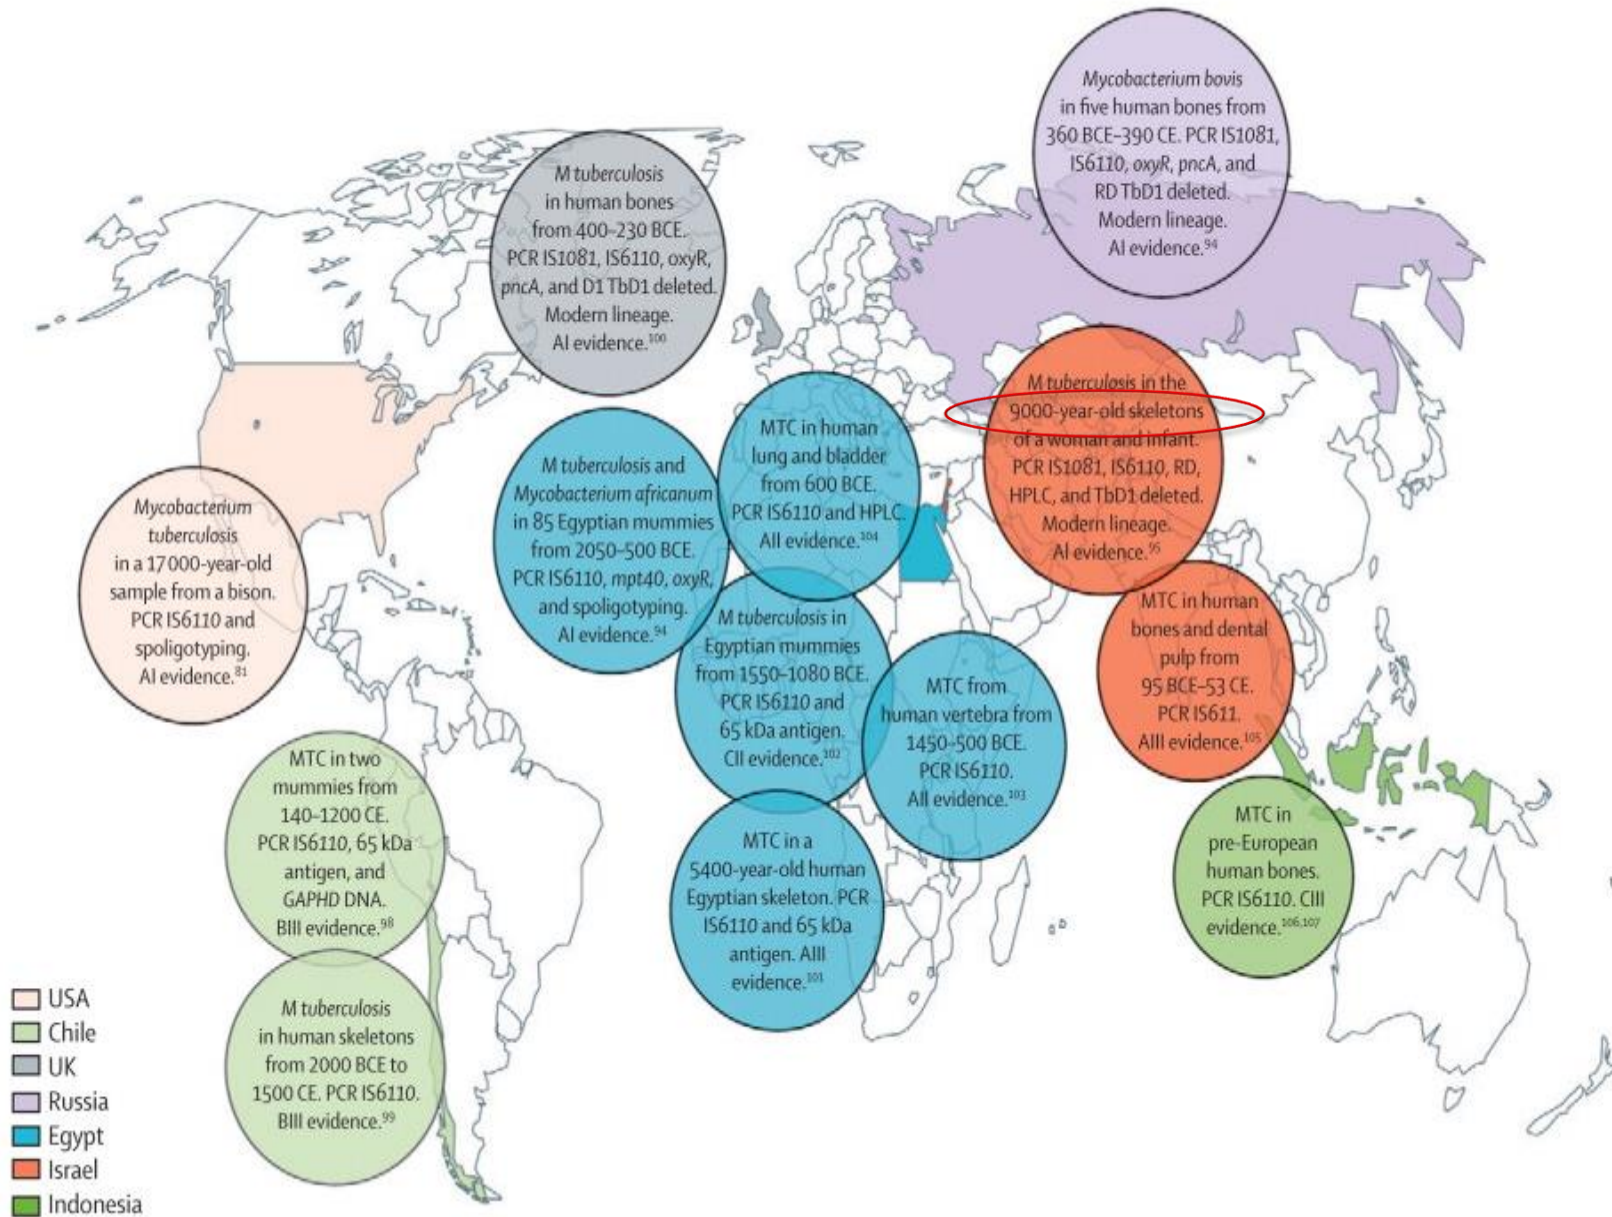 Mycobacterium bovis
in five human bones from
360 BCE–390 CE. PCR IS1081,
IS6110, oxyR, pncA, and
RD TbD1 deleted.
Modern lineage.
AI evidence.94
M tuberculosis
in human bones
from 400–230 BCE.
PCR IS1081, IS6110, oxyR,
pncA, and D1 TbD1 deleted.
Modern lineage.
AI evidence.100
M tuberculosis in the
9000-year-old skeletons
of a woman and infant.
PCR IS1081, IS6110, RD,
HPLC, and TbD1 deleted.
Modern lineage.
AI evidence.95
MTC in human
lung and bladder
from 600 BCE.
PCR IS6110 and HPLC.
AII evidence.104
M tuberculosis and
Mycobacterium africanum
in 85 Egyptian mummies
from 2050–500 BCE.
PCR IS6110, mpt40, oxyR,
and spoligotyping.
AI evidence.94
Mycobacterium
tuberculosis
in a 17 000-year-old
sample from a bison.
PCR IS6110 and
spoligotyping.
AI evidence.81
MTC in human
bones and dental
pulp from
95 BCE–53 CE.
PCR IS611.
AIII evidence.105
M tuberculosis in
Egyptian mummies
from 1550–1080 BCE.
PCR IS6110 and
65 kDa antigen.
CII evidence.102
MTC from
human vertebra from
1450–500 BCE.
PCR IS6110.
AII evidence.103
MTC in two
mummies from
140–1200 CE.
PCR IS6110, 65 kDa
antigen, and
GAPHD DNA.
BIII evidence.98
MTC in
pre-European
human bones.
PCR IS6110. CIII
evidence.106,107
MTC in a
5400-year-old human
Egyptian skeleton. PCR
IS6110 and 65 kDa
antigen. AIII
evidence.101
M tuberculosis
in human skeletons
from 2000 BCE to
1500 CE. PCR IS6110.
BIII evidence.99
USA
Chile
UK
Russia
Egypt
Israel
Indonesia